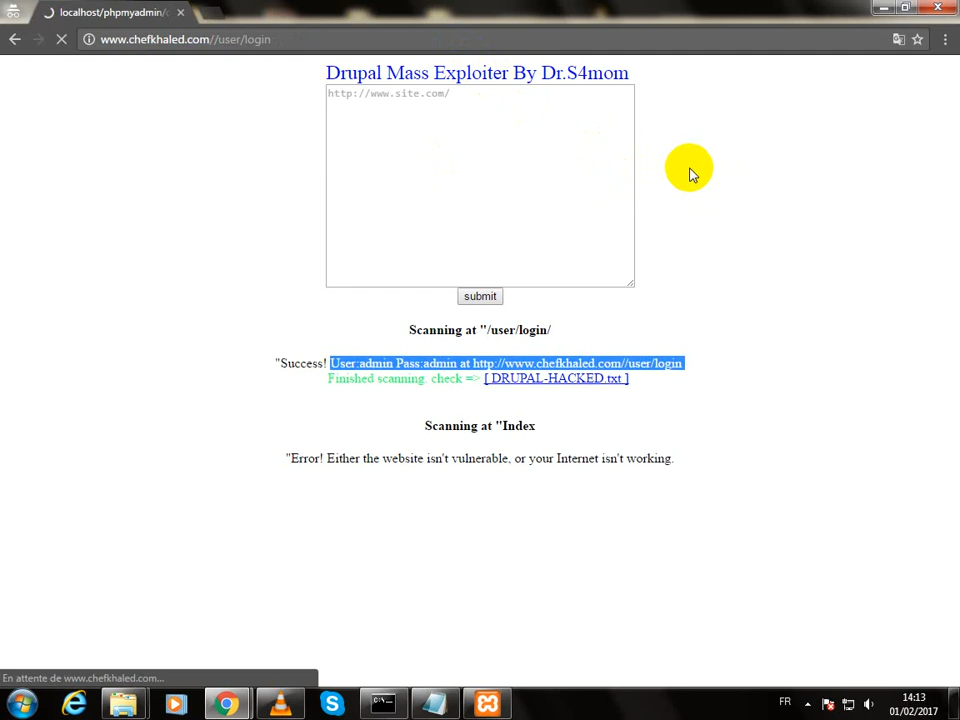 localhost/phpmyadmin/
www.chefkhaled.com//user/login
Drupal Mass Exploiter By Dr.S4mom
http://www.site.com/
submit
Scanning at "/user/login/
"Success! User:admin Pass:admin at http://www.chefkhaled.com//user/login
Finished scanning. check => [ DRUPAL-HACKED.txt ]
Scanning at "Index
"Error! Either the website isn't vulnerable, or your Internet isn't working.
En attente de www.chefkhaled.com...
FR
14:13
01/02/2017